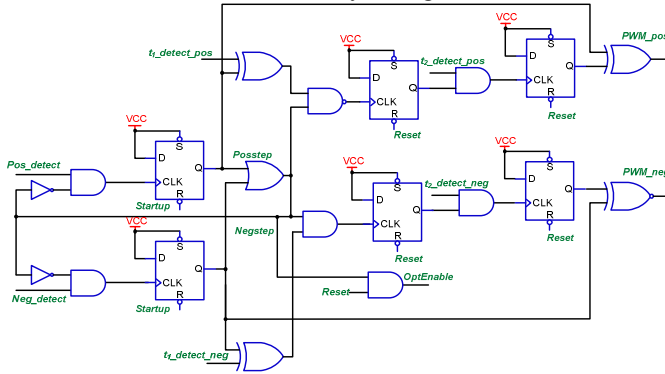 VCC
VCC
PWM_pos
t₁_detect_pos
S
D
Q
CLK
R
t₂_detect_pos
S
D
Q
CLK
R
Reset
Reset
VCC
S
D
Q
CLK
R
Pos_detect
Posstep
Startup
VCC
VCC
PWM_neg
S
D
Q
CLK
R
t₂_detect_neg
S
D
Q
CLK
R
Reset
Reset
VCC
Negstep
S
D
Q
CLK
R
Neg_detect
Startup
OptEnable
Reset
t₁_detect_neg